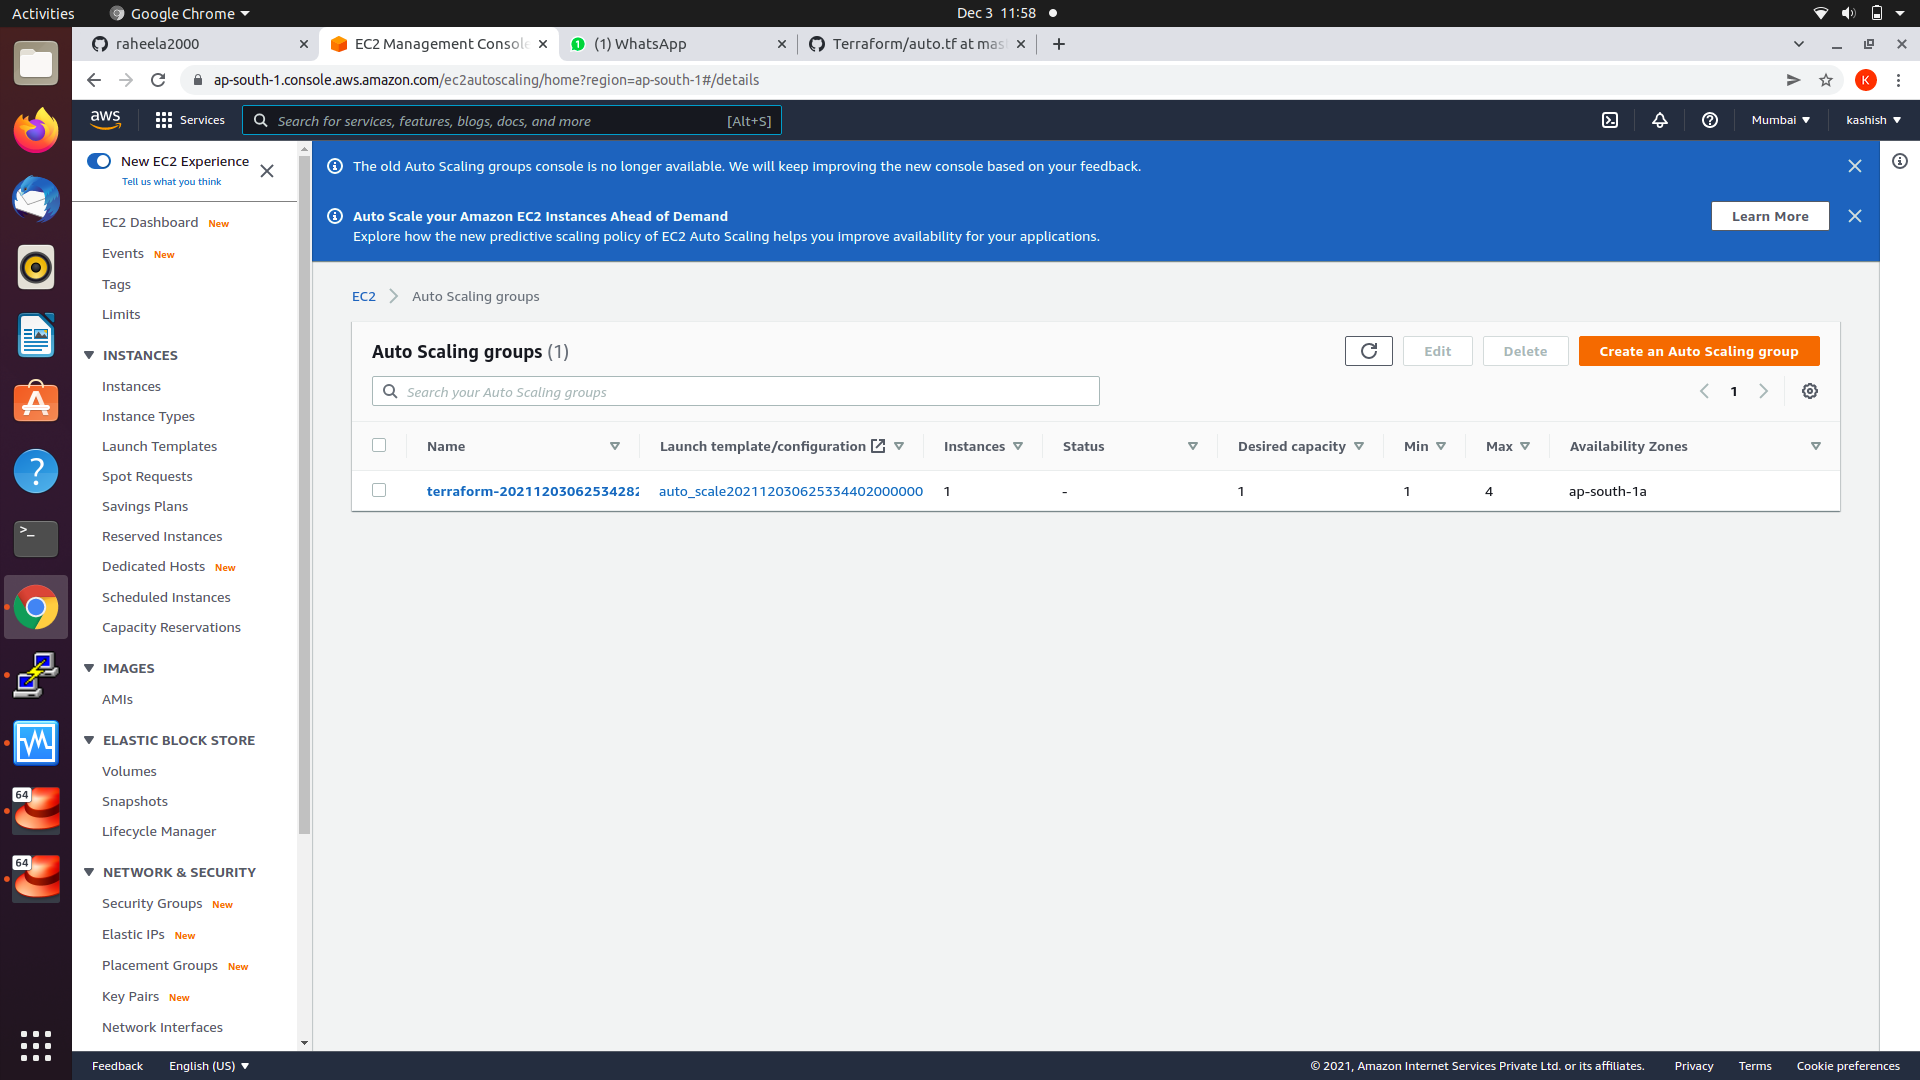 Activities
Google Chrome
Dec 3 11:58
raheela2000
EC2 Management Console
(1) WhatsApp
Terraform/auto.tf at mas
ap-south-1.console.aws.amazon.com/ec2autoscaling/home?region=ap-south-1#/details
K
aws
Services
Search for services, features, blogs, docs, and more
[Alt+S]
Mumbai
kashish
New EC2 Experience
Tell us what you think
EC2 Dashboard New
Events New
Tags
Limits
INSTANCES
Instances
Instance Types
Launch Templates
Spot Requests
Savings Plans
Reserved Instances
Dedicated Hosts New
Scheduled Instances
Capacity Reservations
IMAGES
AMIs
ELASTIC BLOCK STORE
Volumes
Snapshots
Lifecycle Manager
NETWORK & SECURITY
Security Groups New
Elastic IPs New
Placement Groups New
Key Pairs New
Network Interfaces
The old Auto Scaling groups console is no longer available. We will keep improving the new console based on your feedback.
Auto Scale your Amazon EC2 Instances Ahead of Demand
Explore how the new predictive scaling policy of EC2 Auto Scaling helps you improve availability for your applications.
Learn More
EC2
Auto Scaling groups
Auto Scaling groups (1)
Edit
Delete
Create an Auto Scaling group
Search your Auto Scaling groups
1
Name
Launch template/configuration
Instances
Status
Desired capacity
Min
Max
Availability Zones
terraform-20211203062534282
auto_scale202112030625334402000000
1
-
1
1
4
ap-south-1a
64
64
Feedback
English (US)
© 2021, Amazon Internet Services Private Ltd. or its affiliates.
Privacy
Terms
Cookie preferences